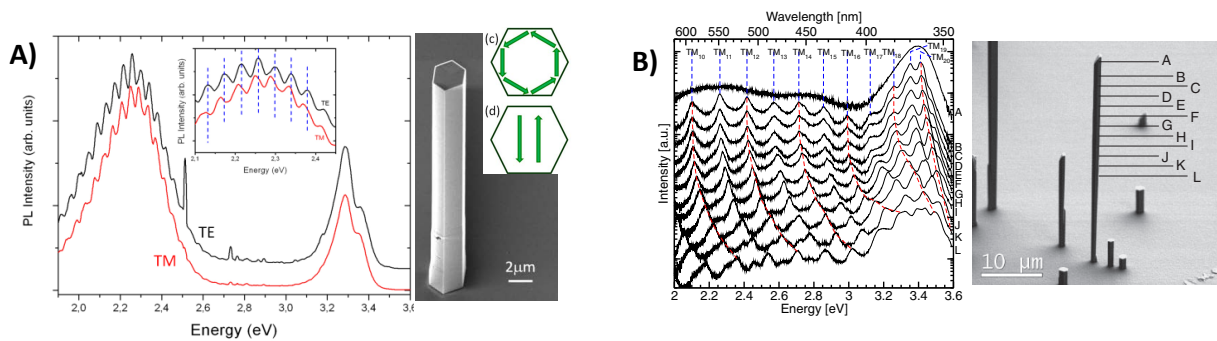 A)
PL Intensity (arb. units)
PL Intensity (arb. units)
TE
TM
2,1 2,2 2,3 2,4
Energy (eV)
TE
TM
2,0 2,2 2,4 2,6 2,8 3,0 3,2 3,4 3,6
Energy (eV)
(c)
(d)
2μm
B)
Wavelength [nm]
600 550 500 450 400 350
TM10 TM11 TM12 TM13 TM14 TM15 TM16 TM17 TM18 TM19
TM20
A
B
C
D
E
F
G
H
I
J
K
L
Intensity [a.u.]
2 2.2 2.4 2.6 2.8 3 3.2 3.4 3.6
Energy [eV]
A
B
C
D
E
F
G
H
I
J
K
L
10 μm